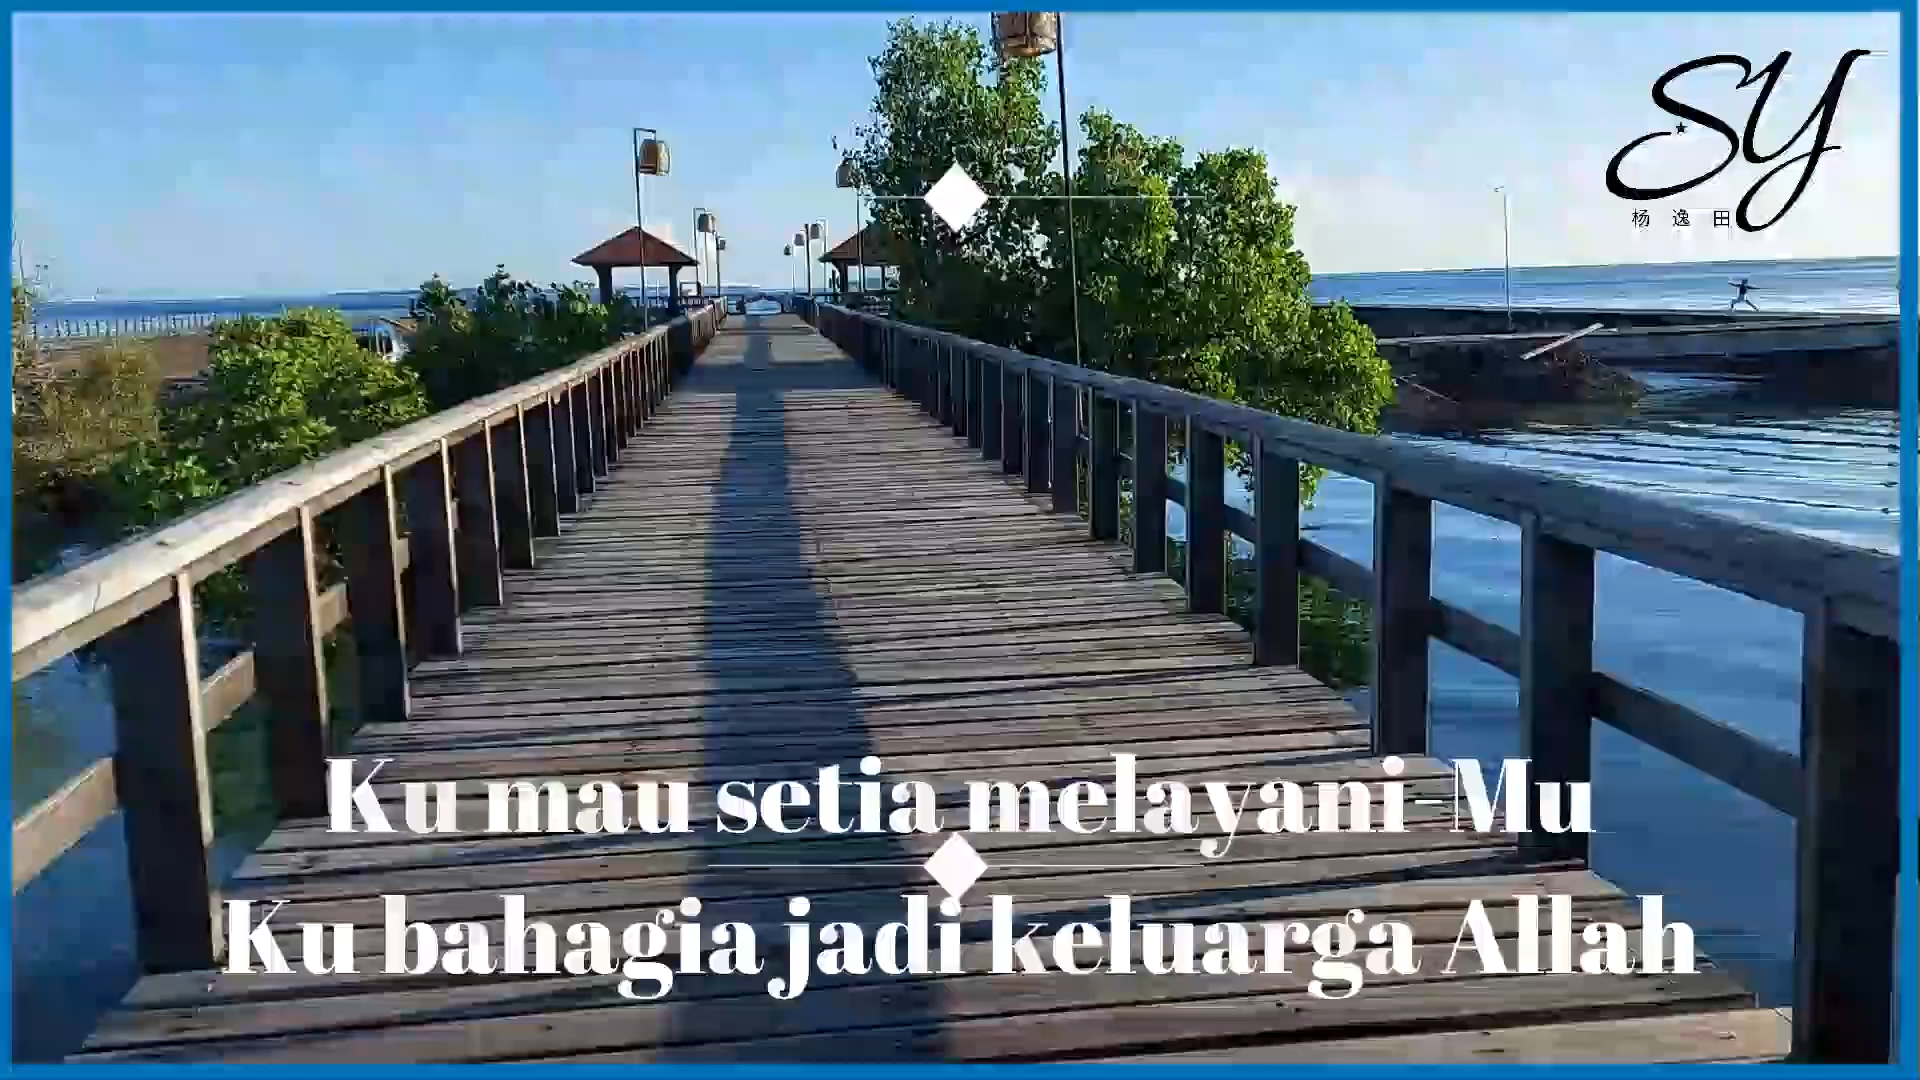 SY
杨 逸 田
Ku mau setia melayani-Mu
Ku bahagia jadi keluarga Allah